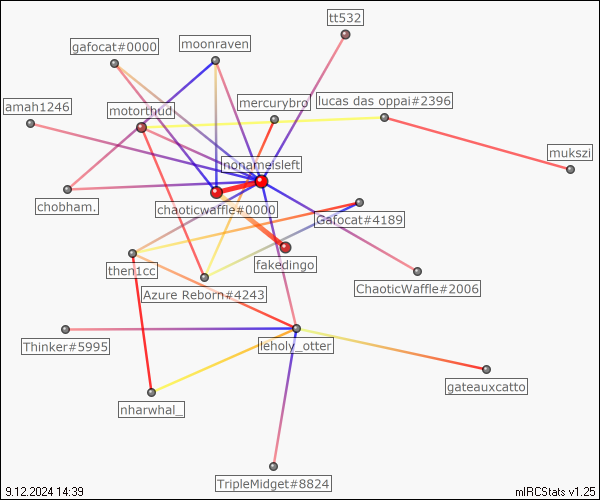 tt532
gafocat#0000
moonraven
amah1246
motorthud
mercurybro
lucas das oppai#2396
mukszi
nonameisleft
chobham.
chaoticwaffle#0000
Gafocat#4189
then1cc
fakedingo
Azure Reborn#4243
ChaoticWaffle#2006
Thinker#5995
leholy_otter
gateauxcatto
nharwhal_
TripleMidget#8824
9.12.2024 14:39
mIRCStats v1.25